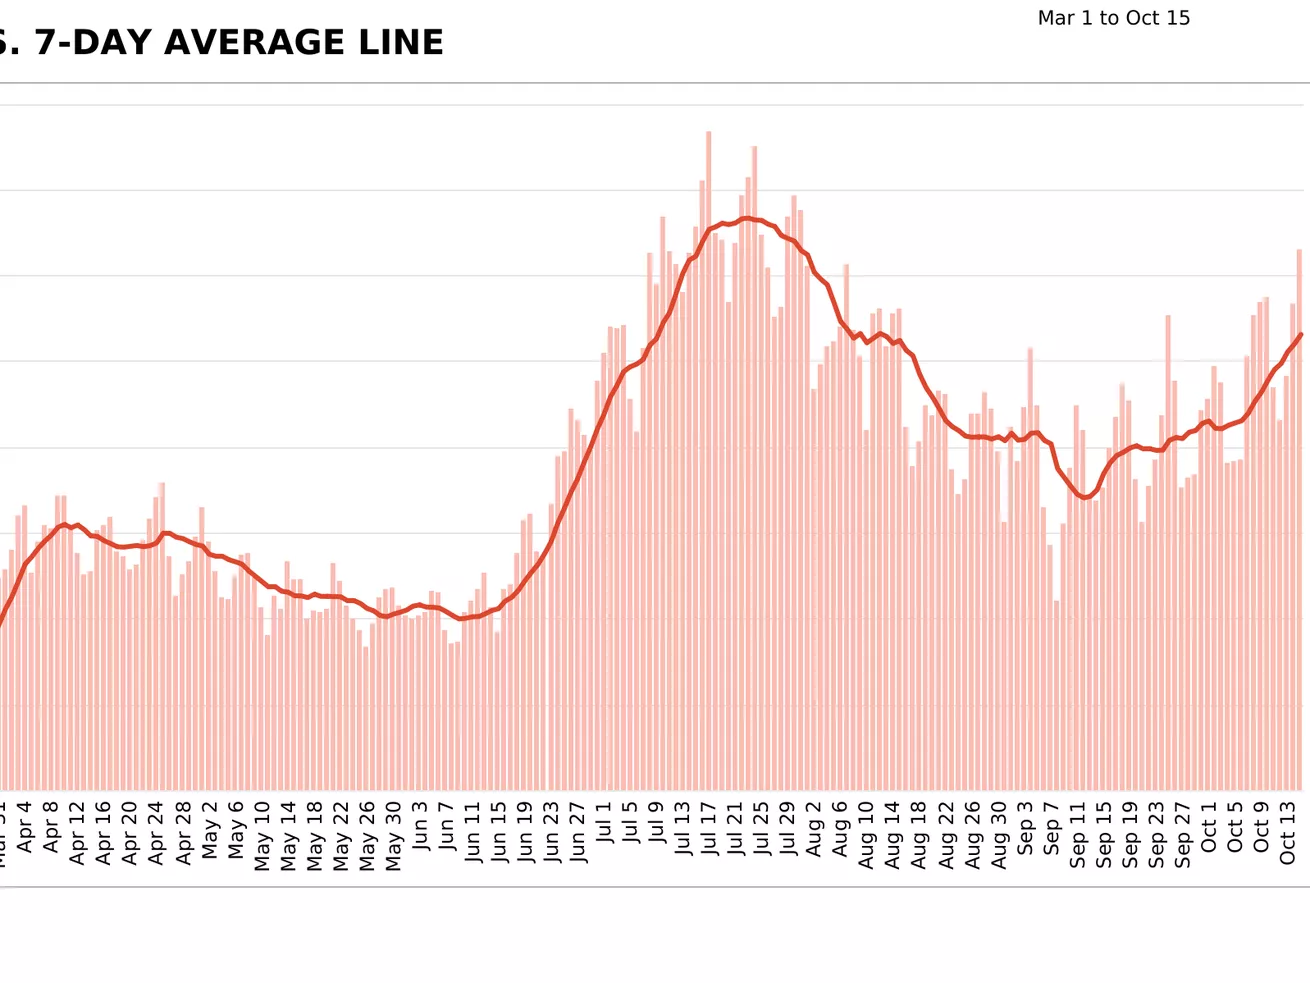 Mar 1 to Oct 15
S. 7-DAY AVERAGE LINE
Mar 31
Apr 4
Apr 8
Apr 12
Apr 16
Apr 20
Apr 24
Apr 28
May 2
May 6
May 10
May 14
May 18
May 22
May 26
May 30
Jun 3
Jun 7
Jun 11
Jun 15
Jun 19
Jun 23
Jun 27
Jul 1
Jul 5
Jul 9
Jul 13
Jul 17
Jul 21
Jul 25
Jul 29
Aug 2
Aug 6
Aug 10
Aug 14
Aug 18
Aug 22
Aug 26
Aug 30
Sep 3
Sep 7
Sep 11
Sep 15
Sep 19
Sep 23
Sep 27
Oct 1
Oct 5
Oct 9
Oct 13